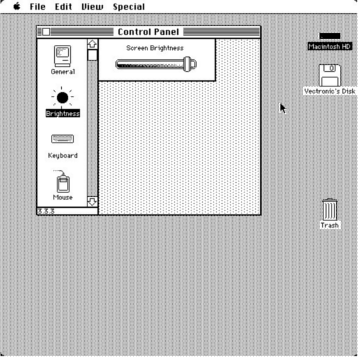 File Edit View Special
Control Panel
Screen Brightness
General
Brightness
Keyboard
Mouse
3.3.3
Macintosh HD
Vectronic's Disk
Trash